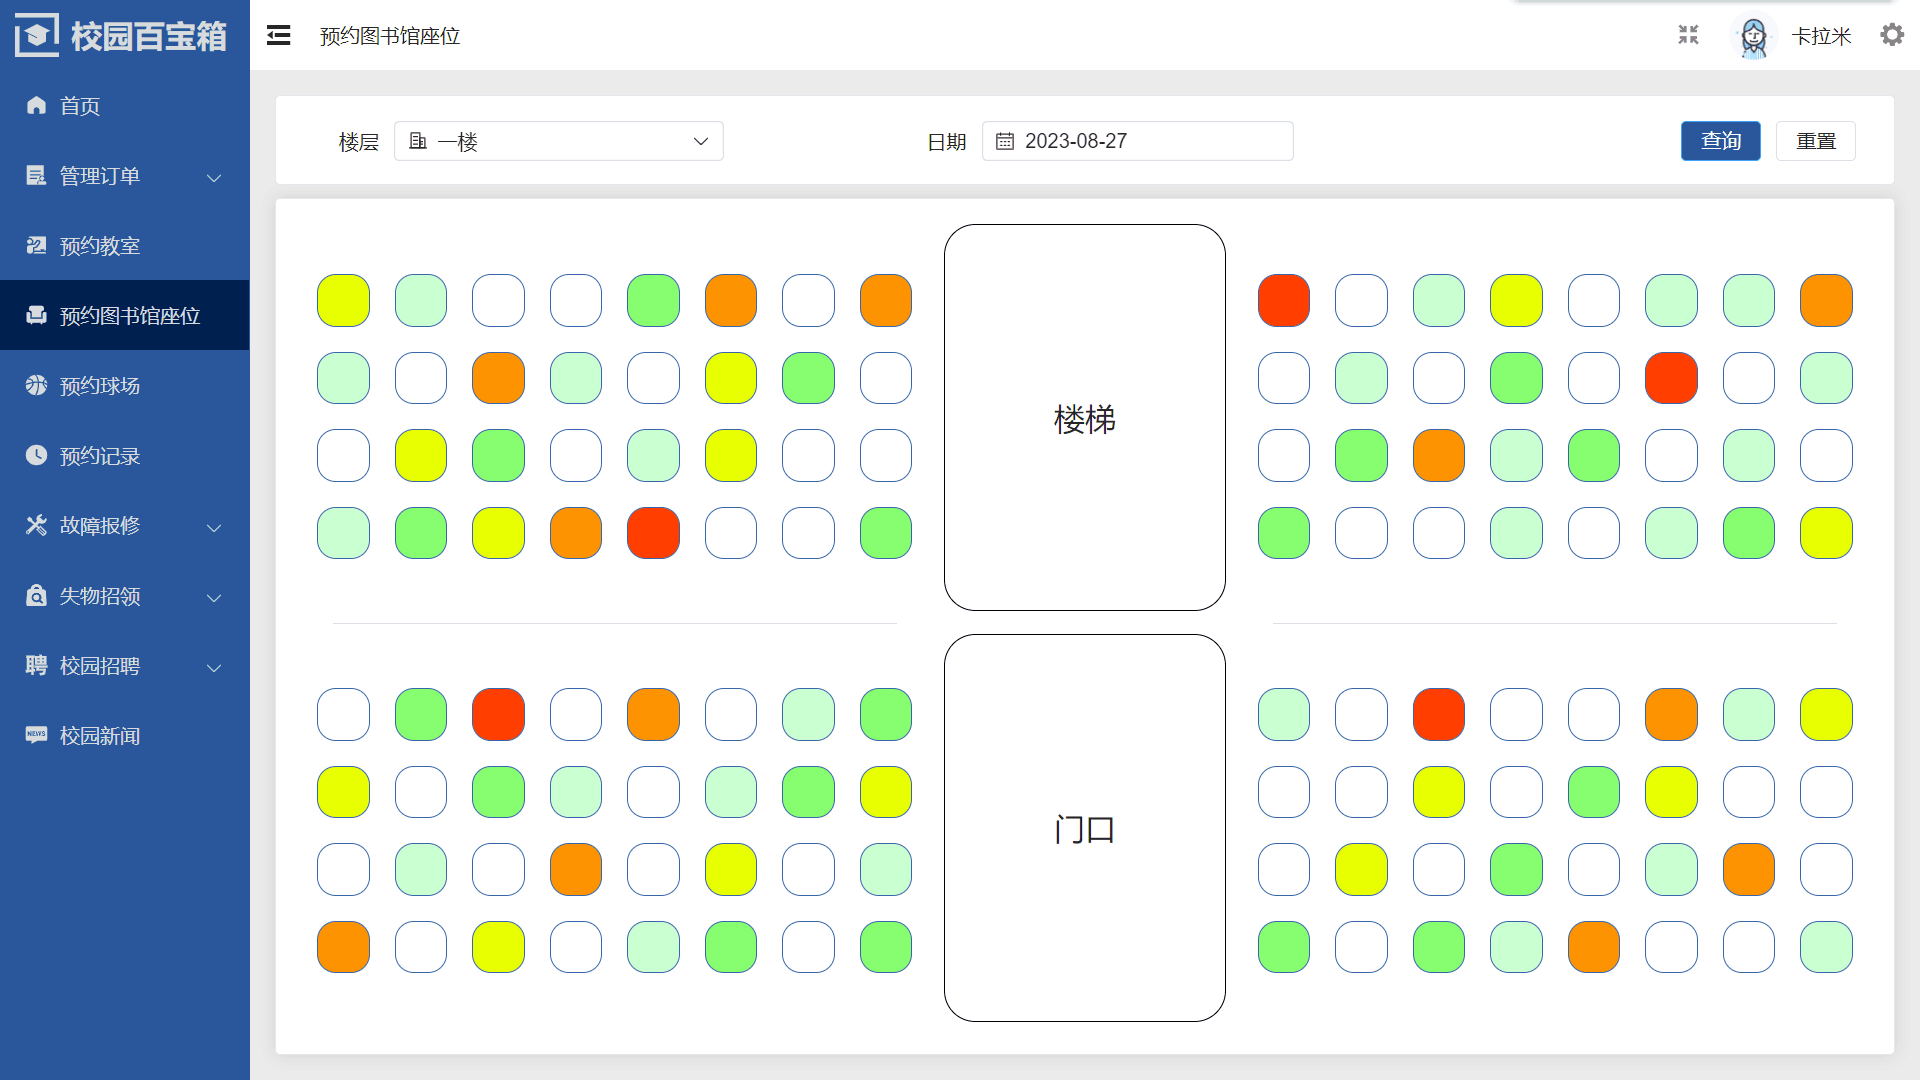 校园百宝箱
预约图书馆座位
卡拉米
首页
管理订单
预约教室
预约图书馆座位
预约球场
预约记录
故障报修
失物招领
聘 校园招聘
NEWS 校园新闻
楼层 一楼
日期 2023-08-27
查询
重置
楼梯
门口